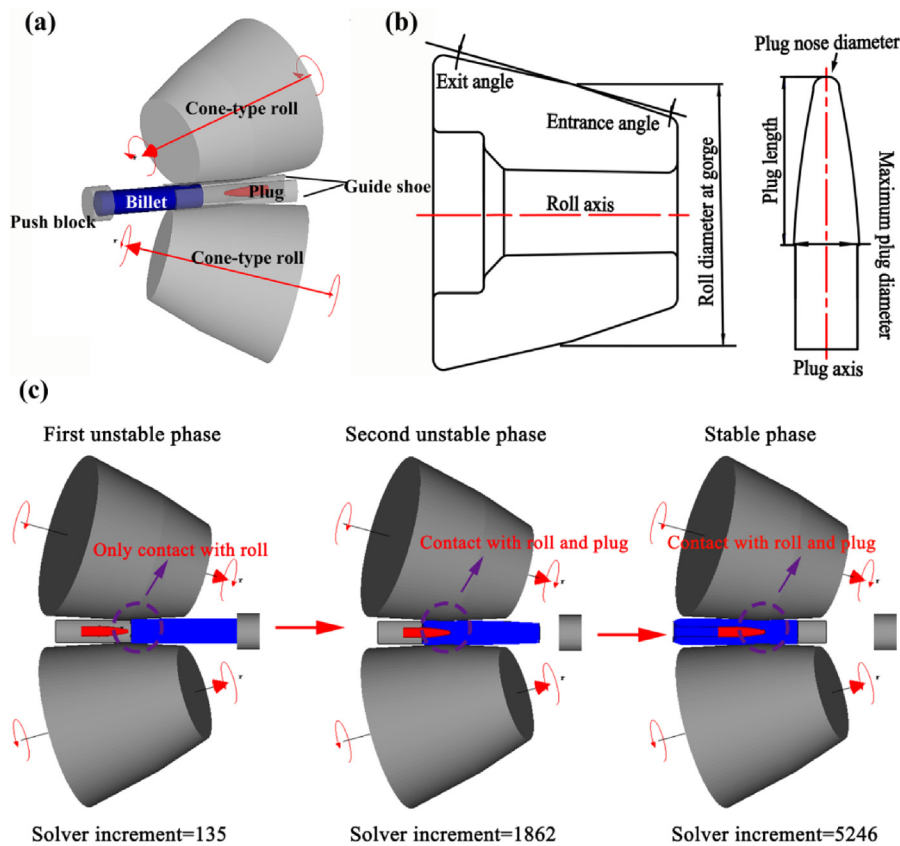 (a)
Cone-type roll
Billet
Plug
Guide shoe
Push block
r
Cone-type roll
(b)
Exit angle
Entrance angle
Roll axis
Roll diameter at gorge
Plug nose diameter
Plug length
Maximum plug diameter
Plug axis
(c)
First unstable phase
Second unstable phase
Stable phase
Only contact with roll
Contact with roll and plug
Contact with roll and plug
r
r
r
r
r
r
Solver increment=135
Solver increment=1862
Solver increment=5246